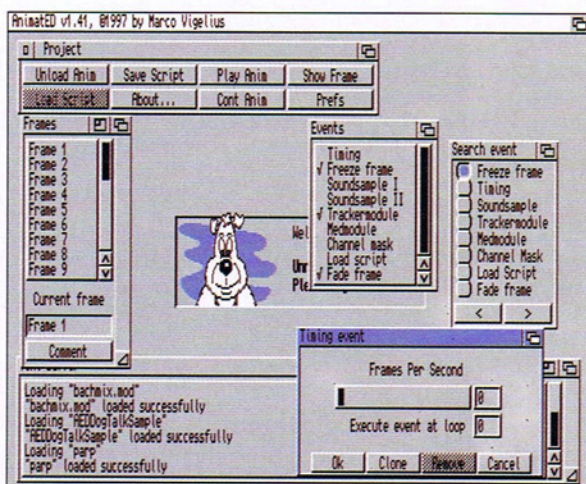 AnimatED v1.41, ©1997 by Marco Vigelius
Project
Unload Anim Save Script Play Anim Show Frame
Load Script About... Cont Anim Prefs
Frames
Frame 1
Frame 2
Frame 3
Frame 4
Frame 5
Frame 6
Frame 7
Frame 8
Frame 9
Current frame
Frame 1
Comment
Events
Timing
√ Freeze frame
Soundsample I
Soundsample II
√ Trackermodule
Medmodule
Channel mask
Load script
√ Fade frame
Search event
Freeze frame
Timing
Soundsample
Trackermodule
Medmodule
Channel Mask
Load Script
Fade frame
< >
Wel
Unr
Ple
Timing event
Frames Per Second
0
Execute event at loop 0
Ok Clone Remove Cancel
Loading "bachmix.mod"
"bachmix.mod" loaded successfully
Loading "AEDDogTalkSample"
"AEDDogTalkSample" loaded successfully
Loading "parp"
"parp" loaded successfully